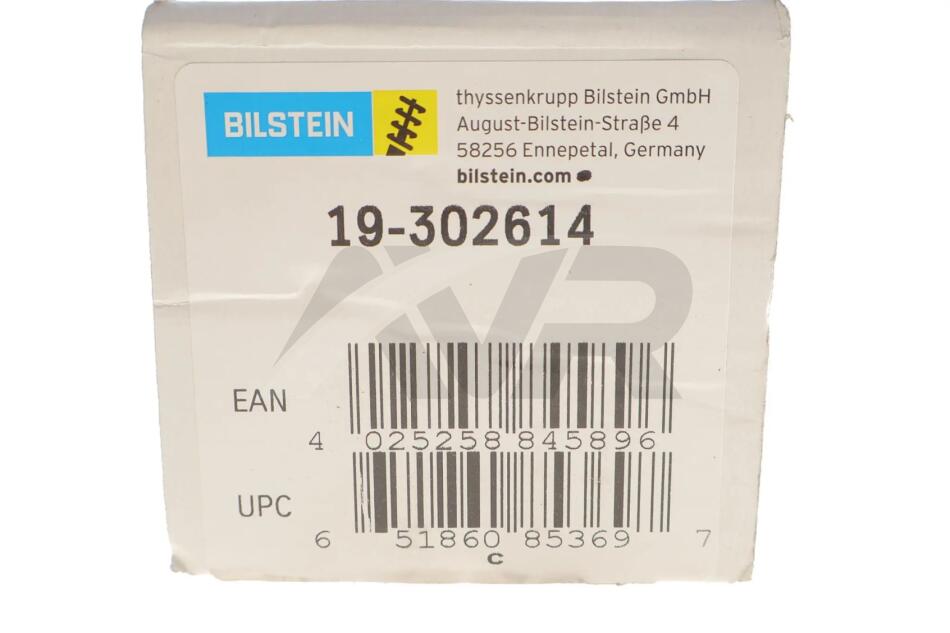 BILSTEIN
thyssenkrupp Bilstein GmbH
August-Bilstein-Straße 4
58256 Ennepetal, Germany
bilstein.com
19-302614
VR
EAN
4 025258 845896
UPC
6 51860 85369 7
C